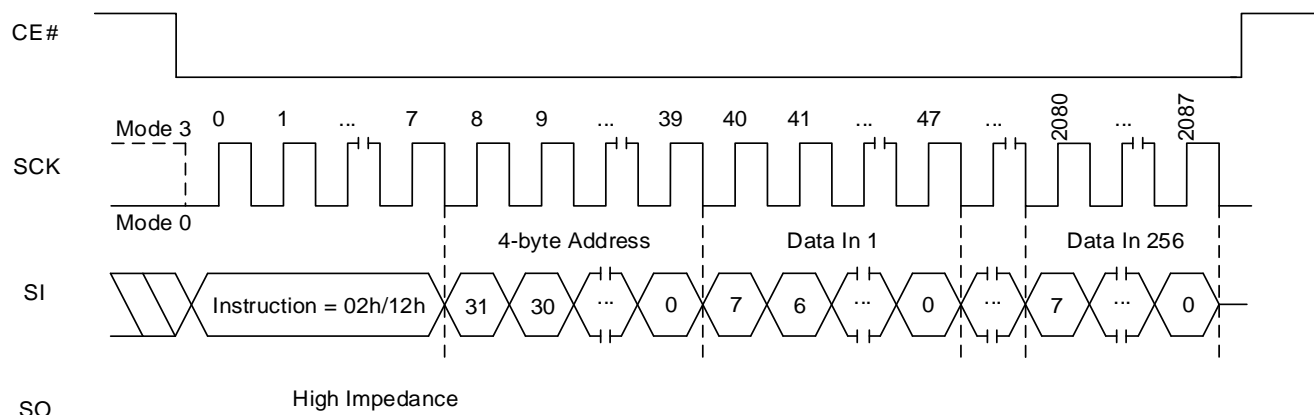 CE#
SCK
Mode 3
0 1 ... 7 8 9 ... 39 40 41 ... 47 ... 2080 ... 2087
Mode 0
4-byte Address Data In 1 Data In 256
SI
Instruction = 02h/12h 31 30 ... 0 7 6 ... 0 ... 7 ... 0
High Impedance
SO